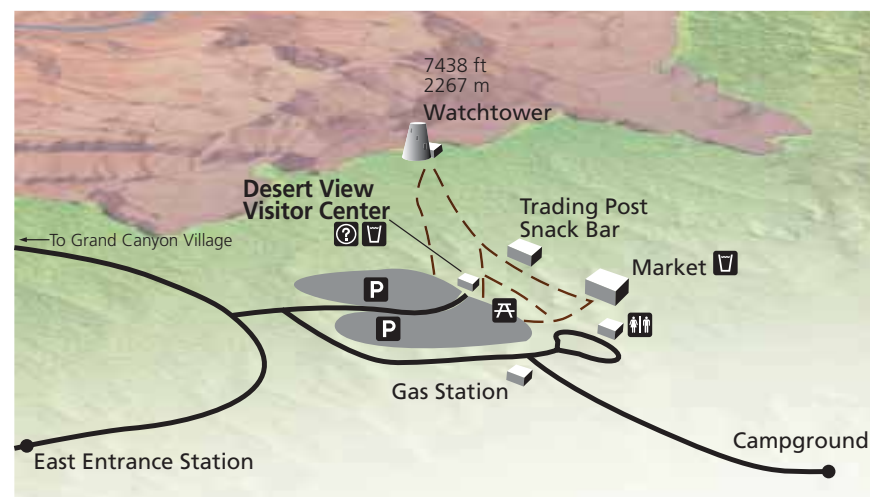 7438 ft
2267 m
Watchtower
Desert View
Visitor Center
?
Trading Post
Snack Bar
←To Grand Canyon Village
Market
P
P
Gas Station
Campground
East Entrance Station